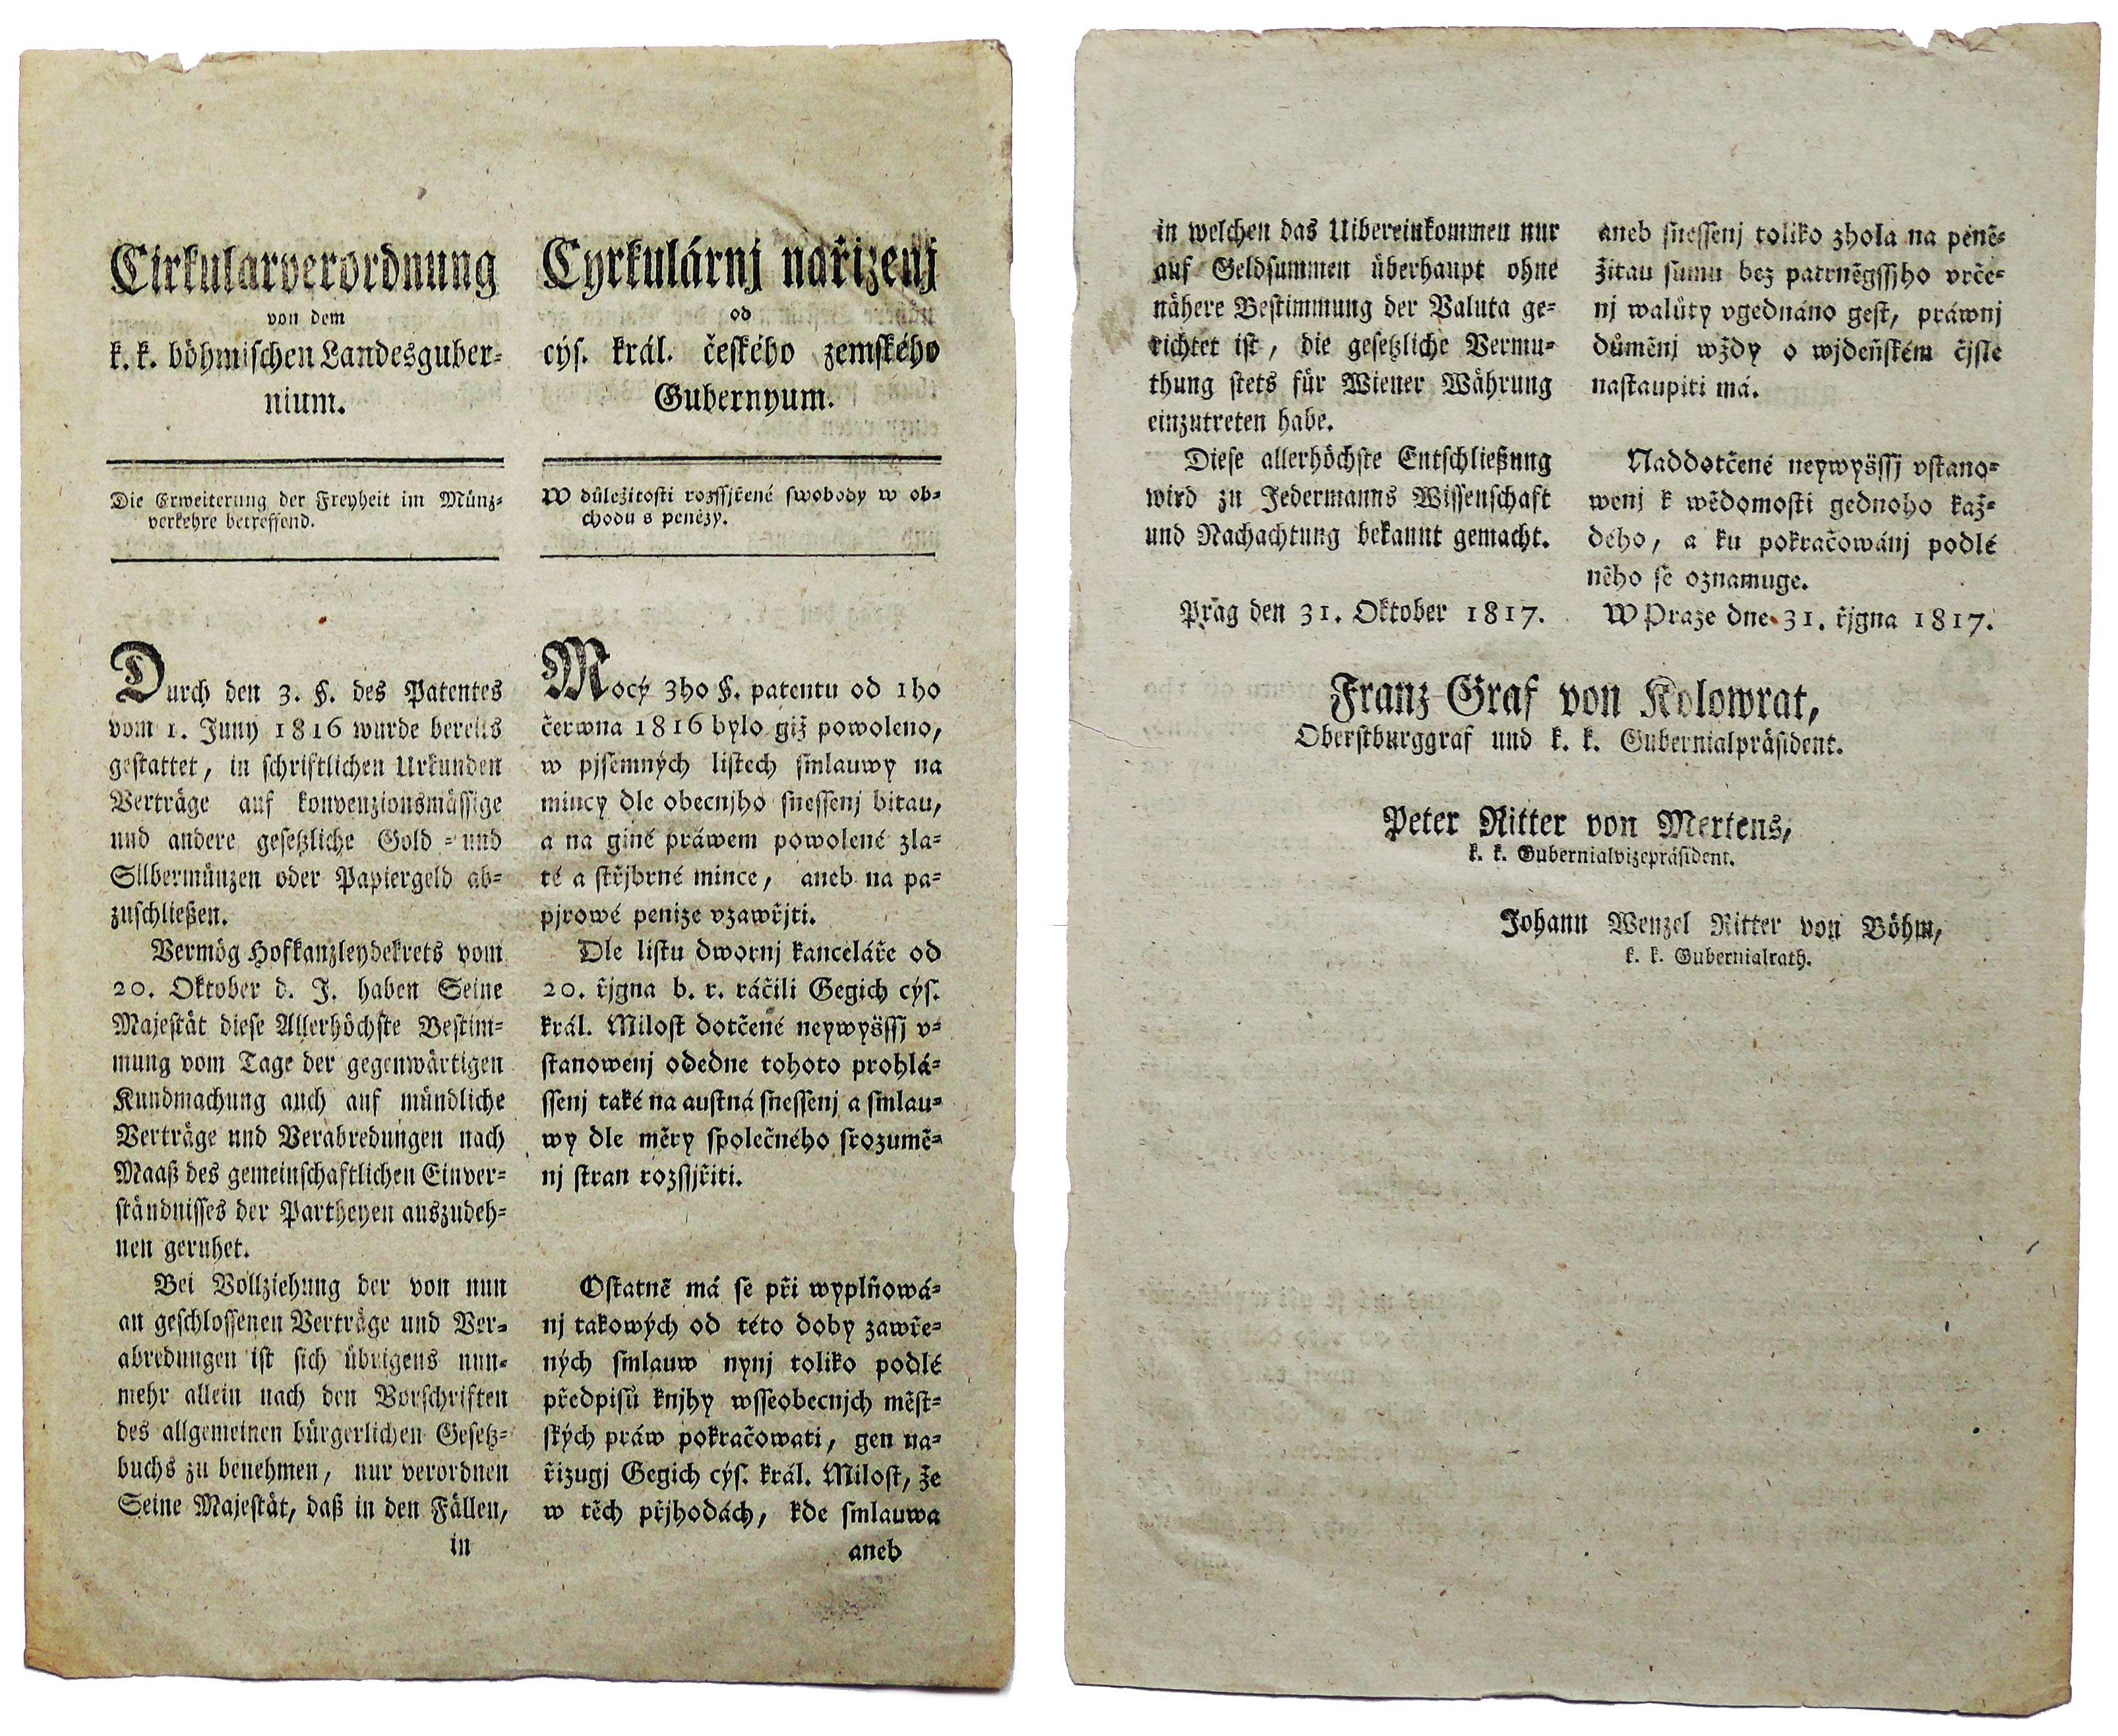 Cirkularverordnung
von dem
k. k. böhmischen Landesguber-
nium.
Die Erweiterung der Freyheit im Münz-
verkehre betreffend.
Durch den 3. §. des Patentes
vom 1. Juny 1816 wurde bereits
gestattet, in schriftlichen Urkunden
Verträge auf konvenzionsmässige
und andere gesetzliche Gold- und
Silbermünzen oder Papiergeld ab-
zuschließen.
Vermög Hofkanzleydekrets vom
20. Oktober d. J. haben Seine
Majestät diese Allerhöchste Bestim-
mung vom Tage der gegenwärtigen
Kundmachung auch auf mündliche
Verträge und Verabredungen nach
Maaß des gemeinschaftlichen Einver-
ständnisses der Partheyen auszudeh-
nen geruhet.
Bei Vollziehung der von nun
an geschlossenen Verträge und Ver-
abredungen ist sich übrigens nun-
mehr allein nach den Vorschriften
des allgemeinen bürgerlichen Gesetz-
buchs zu benehmen, nur verordnen
Seine Majestät, daß in den Fällen,
in
Cyrkulárnj nařizenj
od
cýs. král. českého zemského
Gubernyum.
W důležitosti rozssjřené swobody w ob-
chodu s penězy.
Mocý 3ho §. patentu od 1ho
čerwna 1816 bylo giž powoleno,
w pjsemných listech smlauwy na
mincy dle obecnjho snessenj bitau,
a na giné práwem powolené zla-
té a střjbrné mince, aneb na pa-
pjrowé penize vzawřjti.
Dle listu dwornj kanceláře od
20. řjgna b. r. ráčili Gegich cýs.
král. Milost dotčené neywyšssj v-
stanowenj odedne tohoto prohlá-
ssenj také na austná snessenj a smlau-
wy dle měry společného srozumě-
nj stran rozssjřiti.
Ostatně má se při wyplňowá-
nj takowých od této doby zawře-
ných smlauw nynj toliko podlé
předpisů knjhy wsseobecnjch měst-
ských práw pokračowati, gen na-
řizugj Gegich cýs. král. Milost, že
w těch přjhodách, kde smlauwa
aneb
in welchen das Uibereinkommen nur
auf Geldsummen überhaupt ohne
nähere Bestimmung der Valuta ge-
richtet ist, die gesetzliche Vermu-
thung stets für Wiener Währung
einzutreten habe.
Diese allerhöchste Entschließung
wird zu Jedermanns Wissenschaft
und Nachachtung bekannt gemacht.
Prag den 31. Oktober 1817.
aneb snessenj toliko zhola na peně-
žitau sumu bez patrněgssjho vrče-
nj walůty vgednáno gest, práwnj
důměnj wždy o wjdeňském čjsle
nastaupiti má.
Naddotčené neywyšssj vstano-
wenj k wědomosti gednoho kaž-
dého, a ku pokračowánj podlé
něho se oznamuge.
W Praze dne 31. řjgna 1817.
Franz Graf von Kolowrat,
Oberstburggraf und k. k. Gubernialpräsident.
Peter Ritter von Mertens,
k. k. Gubernialvizepräsident.
Johann Wenzel Ritter von Böhm,
k. k. Gubernialrath.